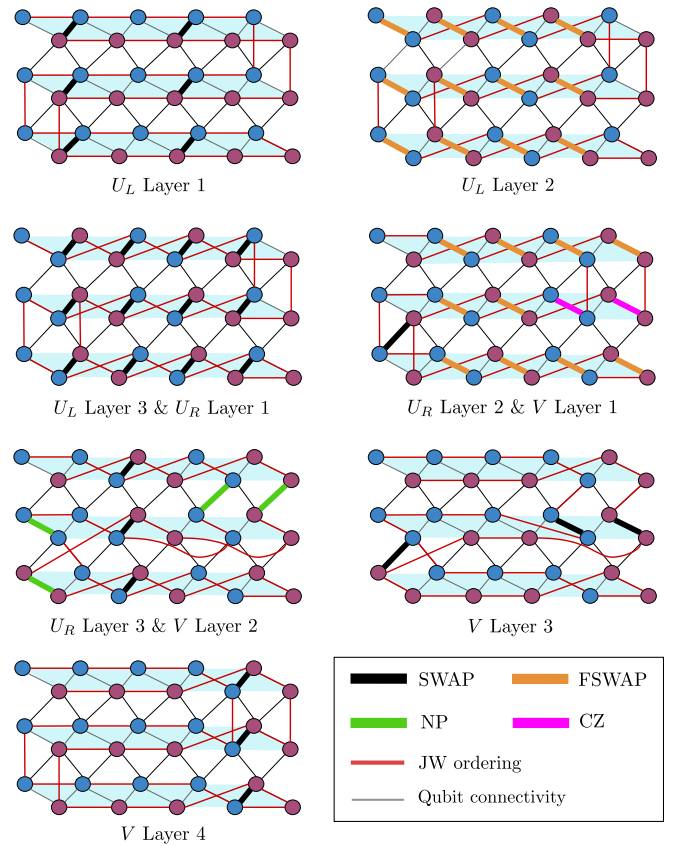 U_L Layer 1
U_L Layer 2
U_L Layer 3 & U_R Layer 1
U_R Layer 2 & V Layer 1
U_R Layer 3 & V Layer 2
V Layer 3
V Layer 4
SWAP
FSWAP
NP
CZ
JW ordering
Qubit connectivity